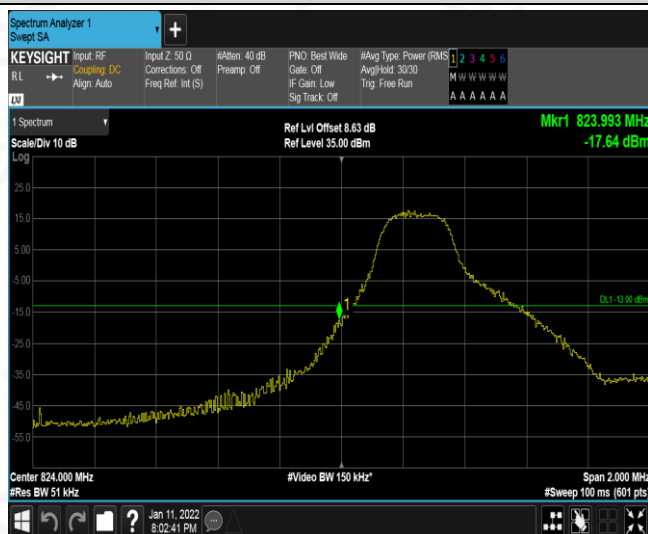 Spectrum Analyzer 1
Swept SA
KEYSIGHT
R L
Input: RF
Coupling: DC
Align: Auto
Input Z: 50 Ω
Corrections: Off
Freq Ref: Int (S)
#Atten: 40 dB
Preamp: Off
PNO: Best Wide
Gate: Off
IF Gain: Low
Sig Track: Off
#Avg Type: Power (RMS
Avg|Hold: 30/30
Trig: Free Run
1 2 3 4 5 6
M W W W W W
A A A A A A
1 Spectrum
Scale/Div 10 dB
Ref Lvl Offset 8.63 dB
Ref Level 35.00 dBm
Mkr1 823.993 MHz
-17.64 dBm
Log
25.0
15.0
5.00
-5.00
-15.0
-25.0
-35.0
-45.0
-55.0
1
DL1 -13.00 dBm
Center 824.000 MHz
#Res BW 51 kHz
#Video BW 150 kHz*
Span 2.000 MHz
#Sweep 100 ms (601 pts)
?
Jan 11, 2022
8:02:41 PM